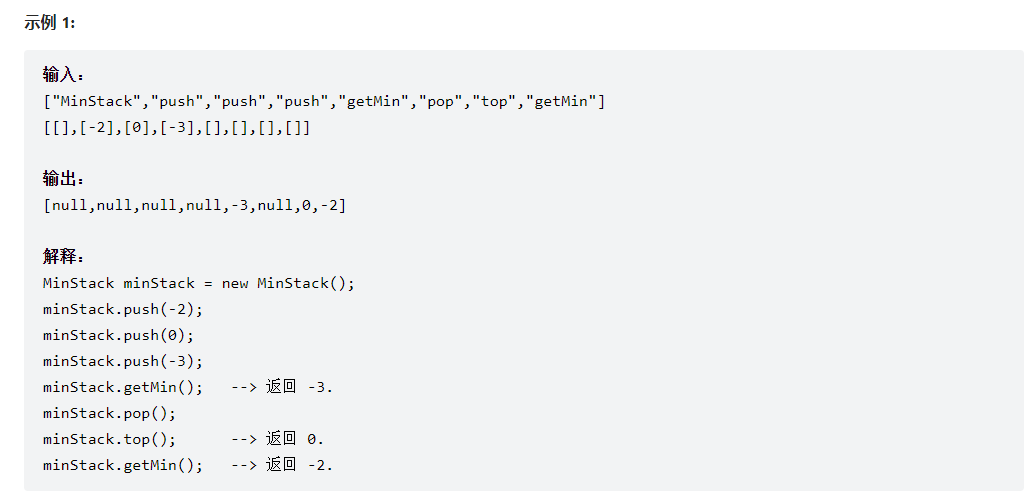 示例 1:
输入：
["MinStack","push","push","push","getMin","pop","top","getMin"]
[[],[-2],[0],[-3],[],[],[],[]]
输出：
[null,null,null,null,-3,null,0,-2]
解释：
MinStack minStack = new MinStack();
minStack.push(-2);
minStack.push(0);
minStack.push(-3);
minStack.getMin();   --> 返回 -3.
minStack.pop();
minStack.top();      --> 返回 0.
minStack.getMin();   --> 返回 -2.